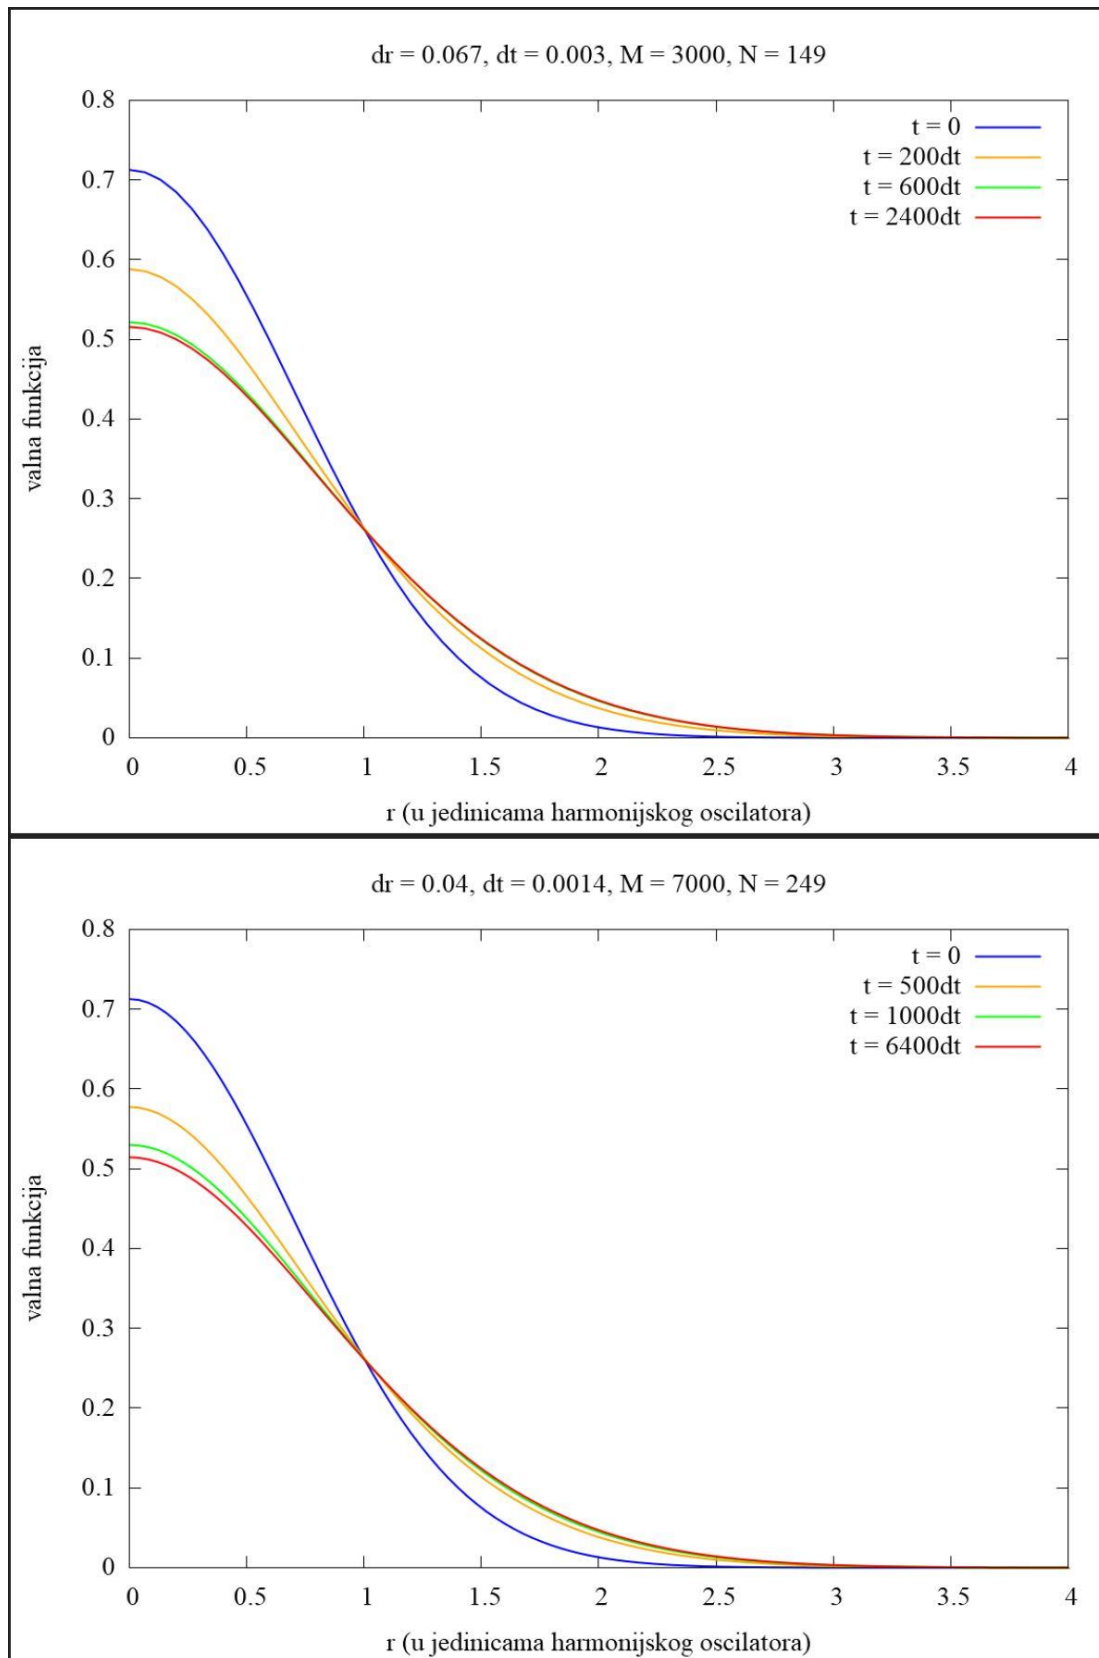 dr = 0.067, dt = 0.003, M = 3000, N = 149
0.8
0.7
0.6
0.5
0.4
0.3
0.2
0.1
0
valna funkcija
t = 0
t = 200dt
t = 600dt
t = 2400dt
0 0.5 1 1.5 2 2.5 3 3.5 4
r (u jedinicama harmonijskog oscilatora)
dr = 0.04, dt = 0.0014, M = 7000, N = 249
0.8
0.7
0.6
0.5
0.4
0.3
0.2
0.1
0
valna funkcija
t = 0
t = 500dt
t = 1000dt
t = 6400dt
0 0.5 1 1.5 2 2.5 3 3.5 4
r (u jedinicama harmonijskog oscilatora)